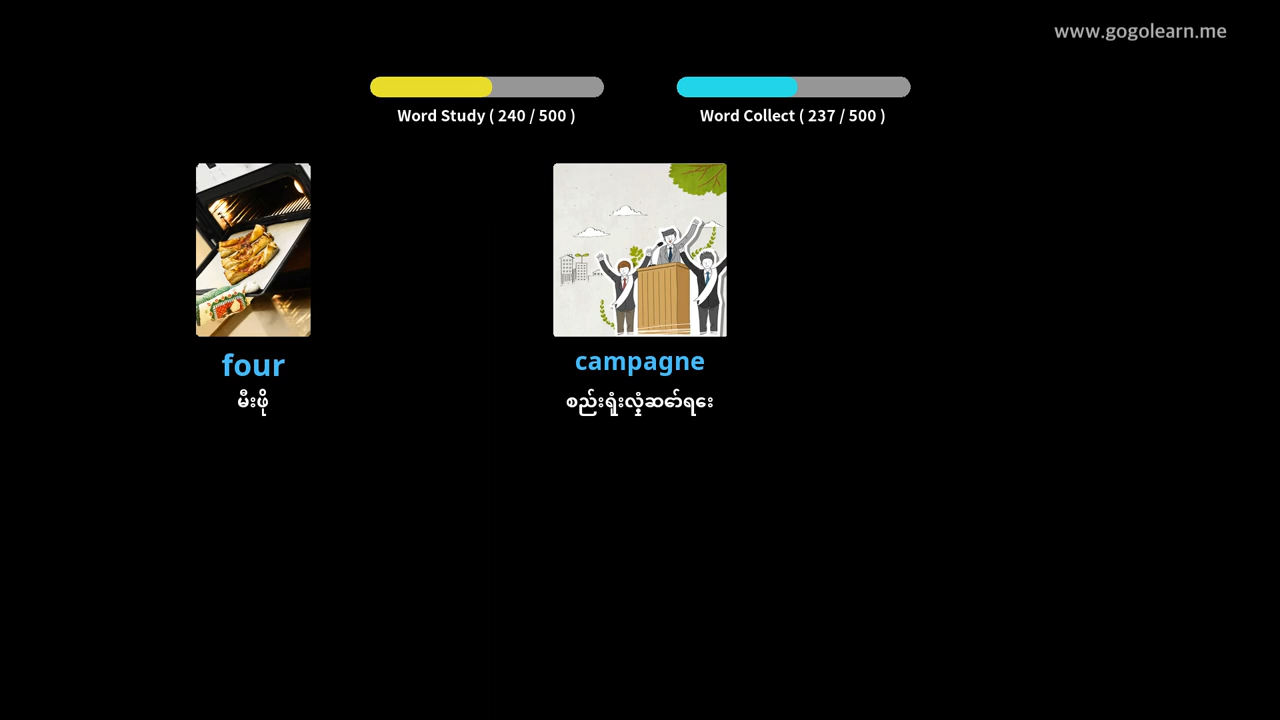 www.gogolearn.me
Word Study ( 240 / 500 )
Word Collect ( 237 / 500 )
four
campagne
မီးဖို
စည်းရုံးလှုံ့ဆော်ရေး